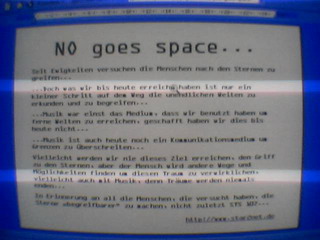 NO goes space...
Seit Ewigkeiten versuchen die Menschen nach den Sternen zu
greifen...
...Doch was wir bis heute erreicht haben ist nur ein
kleiner Schritt auf dem Weg die unendlichen Welten zu
erkunden und zu begreifen...
...Musik war einst das Medium, dass wir benutzt haben um
ferne Welten zu erreichen, geschafft haben wir dies bis
heute nicht...
...Musik ist auch heute noch ein Kommunikationsmedium um
Grenzen zu überschreiten...
Vielleicht werden wir nie dieses Ziel erreichen, den Griff
zu den Sternen, aber der Mensch wird andere Wege und
Möglichkeiten finden um diesen Traum zu verwirklichen,
vielleicht auch mit Musik, denn Träume werden niemals
enden...
In Erinnerung an all die Menschen, die versucht haben, die
Sterne "begreifbarer" zu machen, nicht zuletzt STS